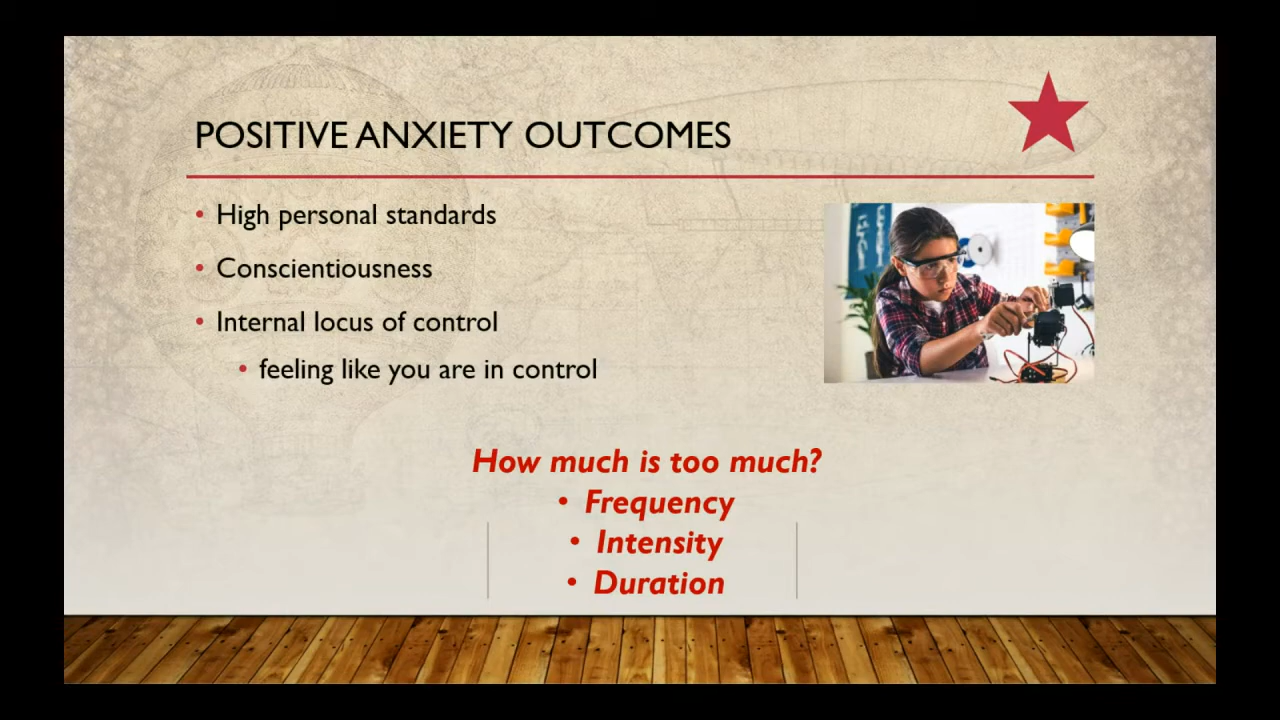 POSITIVE ANXIETY OUTCOMES
• High personal standards
• Conscientiousness
• Internal locus of control
• feeling like you are in control
How much is too much?
• Frequency
• Intensity
• Duration